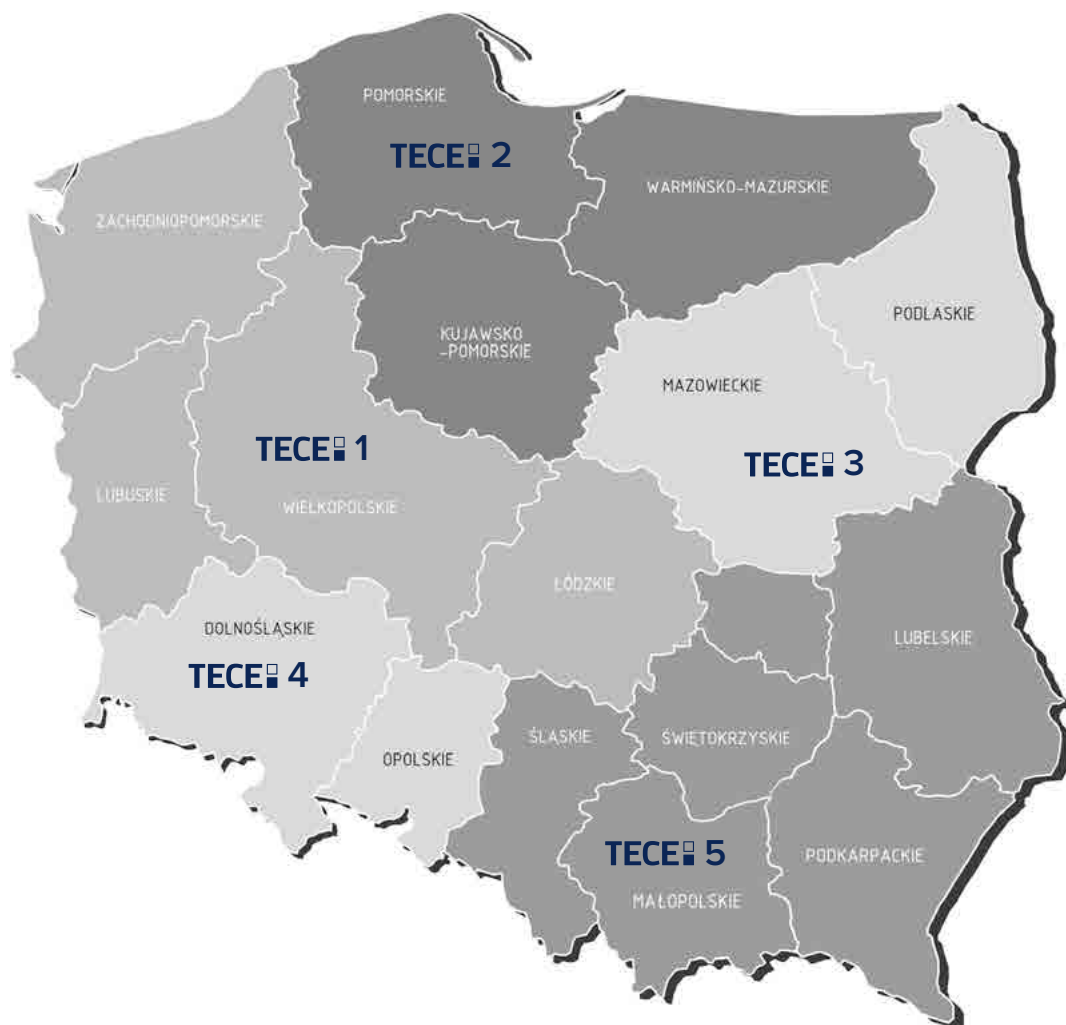 POMORSKIE
TECE 2
WARMIŃSKO-MAZURSKIE
ZACHODNIOPOMORSKIE
PODLASKIE
KUJAWSKO
-POMORSKIE
MAZOWIECKIE
TECE 1
TECE 3
LUBUSKIE
WIELKOPOLSKIE
ŁÓDZKIE
DOLNOŚLĄSKIE
LUBELSKIE
TECE 4
ŚLĄSKIE
ŚWIĘTOKRZYSKIE
OPOLSKIE
TECE 5
PODKARPACKIE
MAŁOPOLSKIE